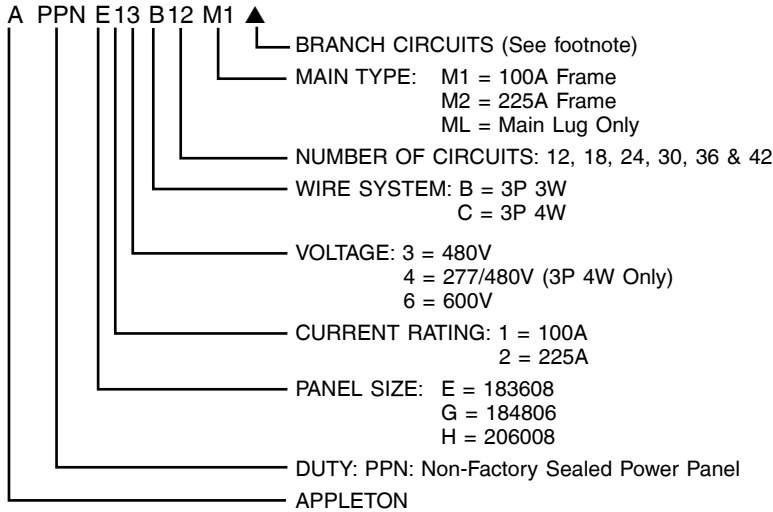 A PPN E13 B12 M1 ▲
BRANCH CIRCUITS (See footnote)
MAIN TYPE: M1 = 100A Frame
M2 = 225A Frame
ML = Main Lug Only
NUMBER OF CIRCUITS: 12, 18, 24, 30, 36 & 42
WIRE SYSTEM: B = 3P 3W
C = 3P 4W
VOLTAGE: 3 = 480V
4 = 277/480V (3P 4W Only)
6 = 600V
CURRENT RATING: 1 = 100A
2 = 225A
PANEL SIZE: E = 183608
G = 184806
H = 206008
DUTY: PPN: Non-Factory Sealed Power Panel
APPLETON